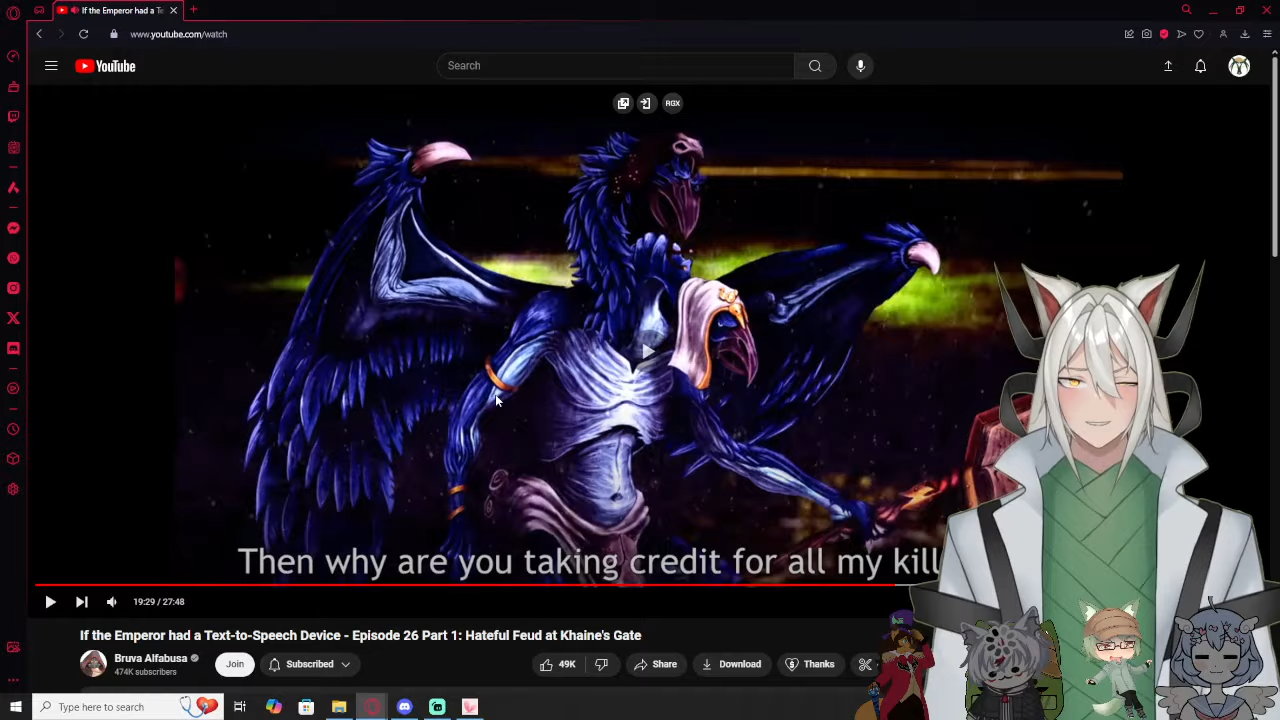 If the Emperor had a Te
www.youtube.com/watch
YouTube
Search
RGX
Then why are you taking credit for all my kill
19:29 / 27:48
If the Emperor had a Text-to-Speech Device - Episode 26 Part 1: Hateful Feud at Khaine's Gate
Bruva Alfabusa
474K subscribers
Join
Subscribed
49K
Share
Download
Thanks
Type here to search